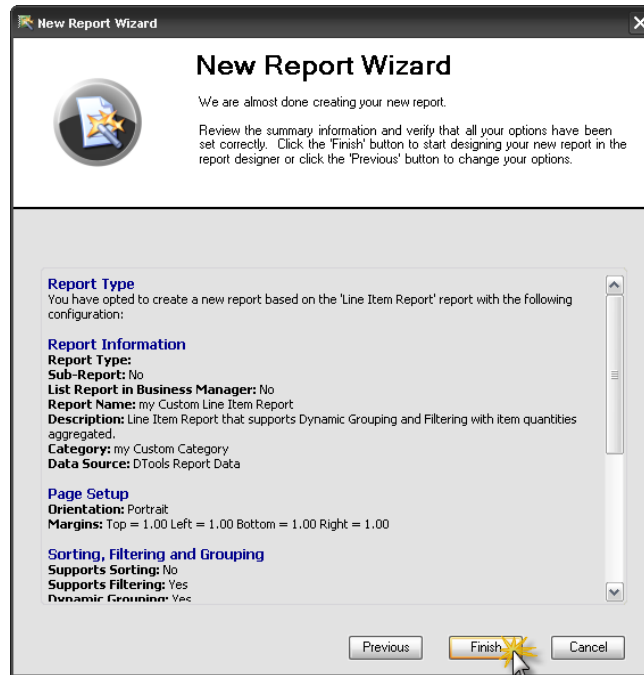 New Report Wizard
New Report Wizard
We are almost done creating your new report.
Review the summary information and verify that all your options have been
set correctly. Click the 'Finish' button to start designing your new report in the
report designer or click the 'Previous' button to change your options.
Report Type
You have opted to create a new report based on the 'Line Item Report' report with the following
configuration:
Report Information
Report Type:
Sub-Report: No
List Report in Business Manager: No
Report Name: my Custom Line Item Report
Description: Line Item Report that supports Dynamic Grouping and Filtering with item quantities
aggregated.
Category: my Custom Category
Data Source: DTools Report Data
Page Setup
Orientation: Portrait
Margins: Top = 1.00 Left = 1.00 Bottom = 1.00 Right = 1.00
Sorting, Filtering and Grouping
Supports Sorting: No
Supports Filtering: Yes
Dynamic Grouping: Yes
Previous
Finish
Cancel